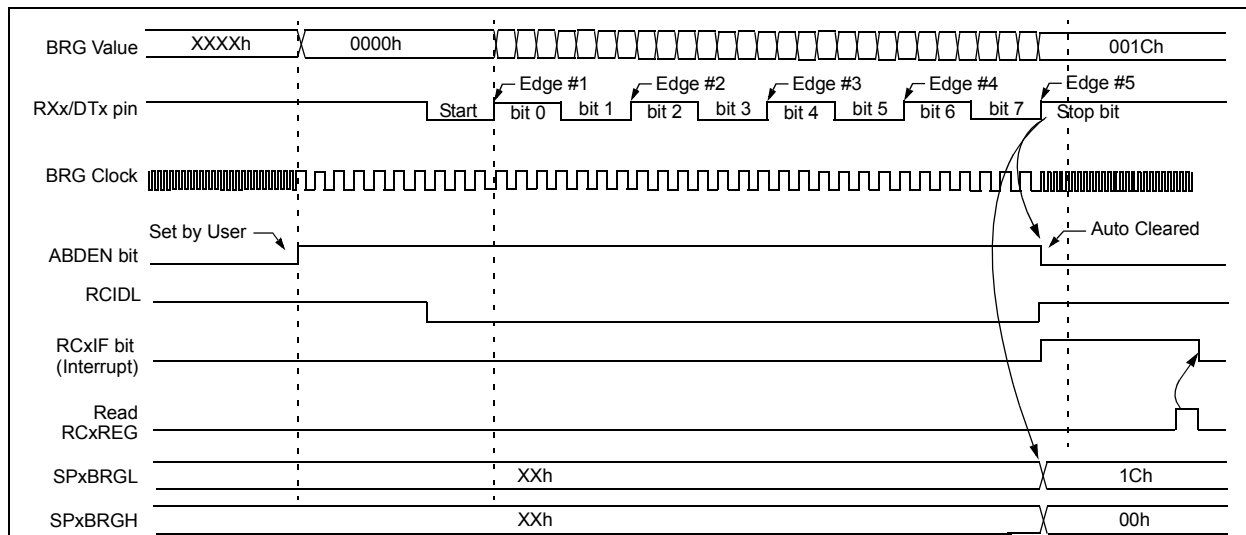 BRG Value XXXXh 0000h 001Ch
Edge #1 Edge #2 Edge #3 Edge #4 Edge #5
RXx/DTx pin Start bit 0 bit 1 bit 2 bit 3 bit 4 bit 5 bit 6 bit 7 Stop bit
BRG Clock
Set by User Auto Cleared
ABDEN bit
RCIDL
RCxIF bit
(Interrupt)
Read
RCxREG
SPxBRGL XXh 1Ch
SPxBRGH XXh 00h